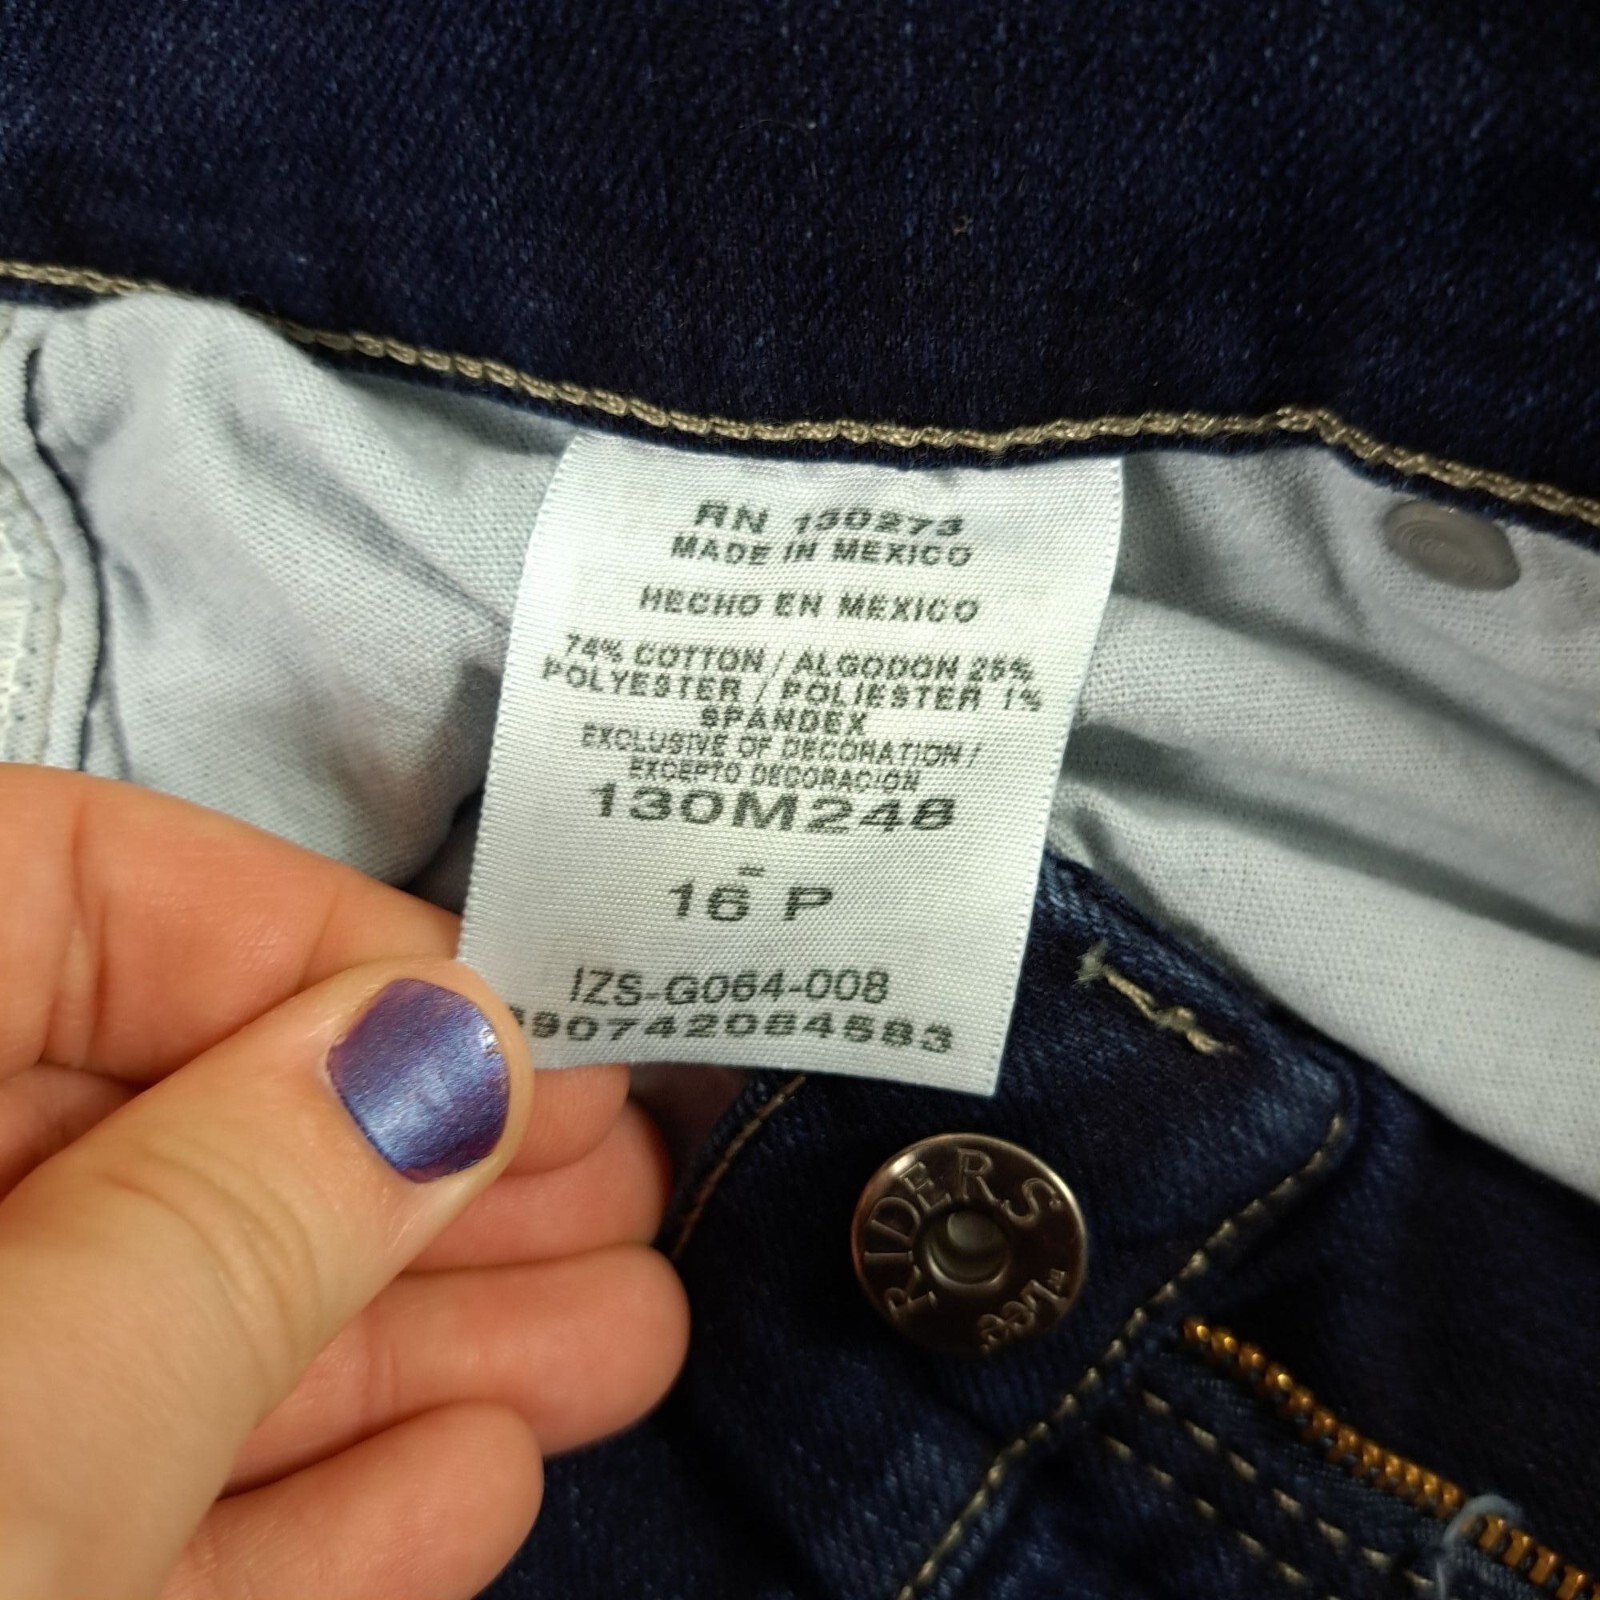 RN 130273
MADE IN MEXICO
HECHO EN MEXICO
74% COTTON / ALGODON 25%
POLYESTER / POLIESTER 1%
SPANDEX
EXCLUSIVE OF DECORATION /
EXCEPTO DECORACION
130M248
16 P
IZS-G064-008
RIDERS
Lee